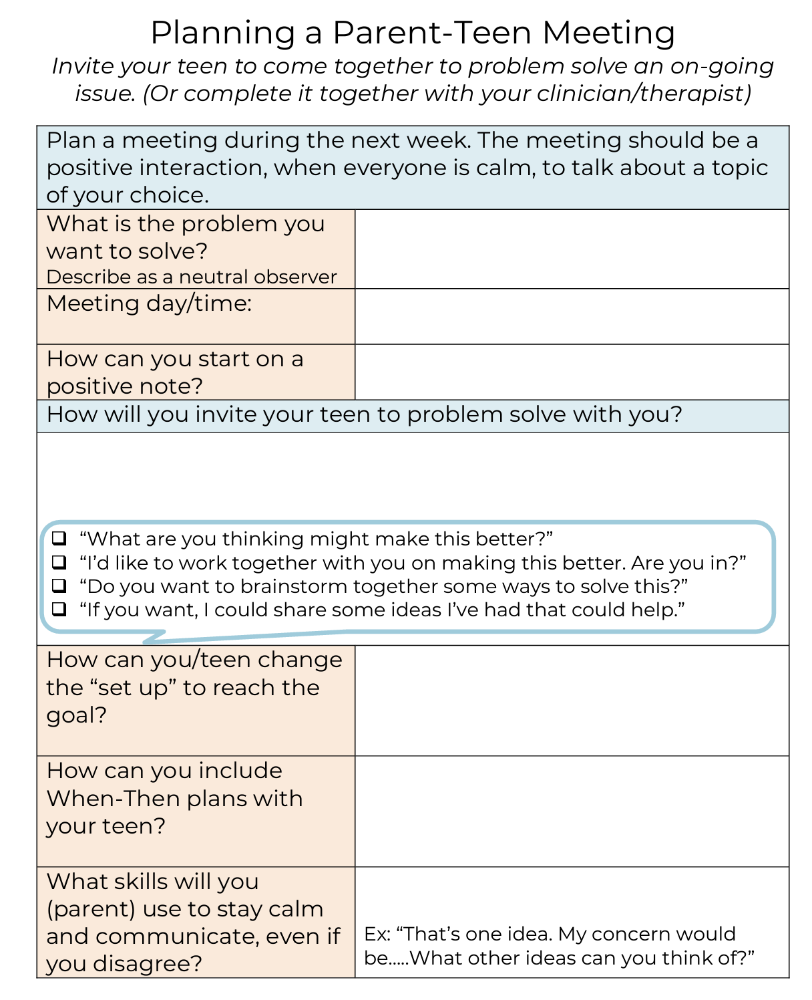 Planning a Parent-Teen Meeting
Invite your teen to come together to problem solve an on-going
issue. (Or complete it together with your clinician/therapist)
Plan a meeting during the next week. The meeting should be a
positive interaction, when everyone is calm, to talk about a topic
of your choice.
What is the problem you
want to solve?
Describe as a neutral observer
Meeting day/time:
How can you start on a
positive note?
How will you invite your teen to problem solve with you?
❑ “What are you thinking might make this better?”
❑ “I’d like to work together with you on making this better. Are you in?”
❑ “Do you want to brainstorm together some ways to solve this?”
❑ “If you want, I could share some ideas I’ve had that could help.”
How can you/teen change
the “set up” to reach the
goal?
How can you include
When-Then plans with
your teen?
What skills will you
(parent) use to stay calm
and communicate, even if
you disagree?
Ex: “That’s one idea. My concern would
be…..What other ideas can you think of?”